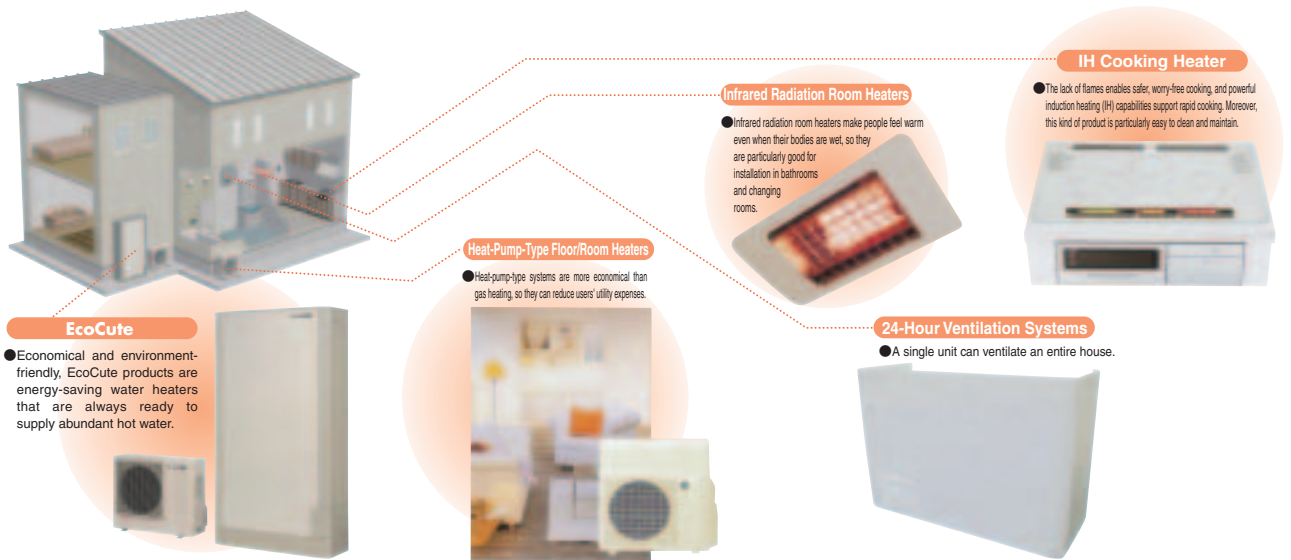 IH Cooking Heater
●The lack of flames enables safer, worry-free cooking, and powerful
induction heating (IH) capabilities support rapid cooking. Moreover,
this kind of product is particularly easy to clean and maintain.
Infrared Radiation Room Heaters
●Infrared radiation room heaters make people feel warm
even when their bodies are wet, so they
are particularly good for
installation in bathrooms
and changing
rooms.
Heat-Pump-Type Floor/Room Heaters
●Heat-pump-type systems are more economical than
gas heating, so they can reduce users' utility expenses.
EcoCute
●Economical and environment-
friendly, EcoCute products are
energy-saving water heaters
that are always ready to
supply abundant hot water.
24-Hour Ventilation Systems
●A single unit can ventilate an entire house.